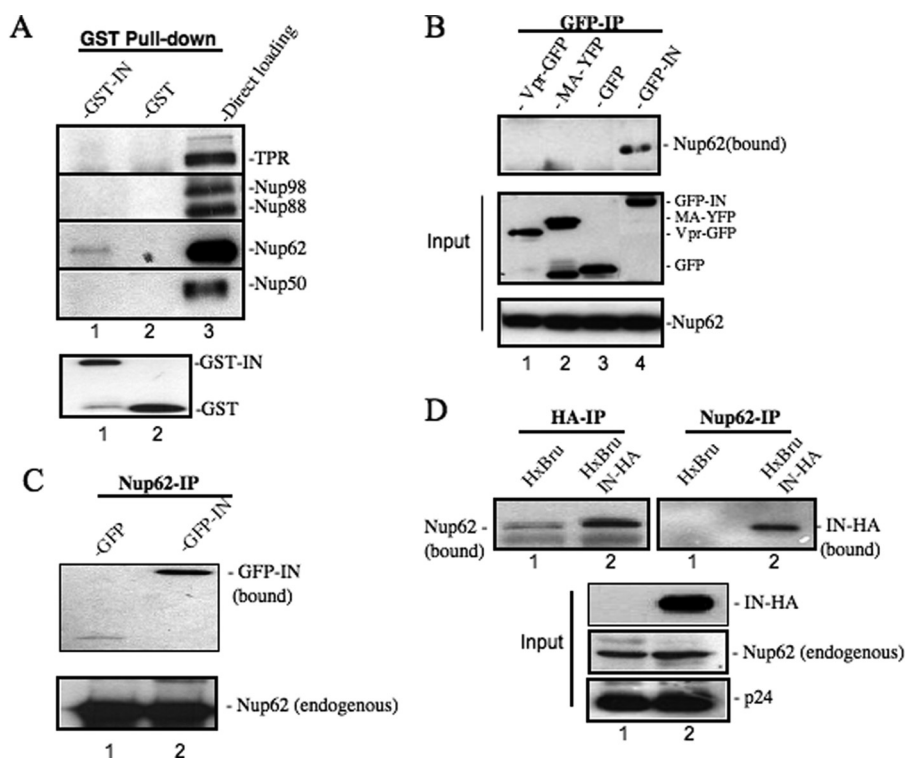 A
GST Pull-down
-GST-IN
-GST
-Direct loading
-TPR
-Nup98
-Nup88
-Nup62
-Nup50
1 2 3
-GST-IN
-GST
1 2
B
GFP-IP
- Vpr-GFP
- MA-YFP
- GFP
- GFP-IN
- Nup62(bound)
Input
- GFP-IN
- MA-YFP
- Vpr-GFP
- GFP
-Nup62
1 2 3 4
C
Nup62-IP
-GFP
-GFP-IN
- GFP-IN
(bound)
- Nup62 (endogenous)
1 2
D
HA-IP
Nup62-IP
HxBru
HxBru
IN-HA
HxBru
HxBru
IN-HA
Nup62 -
(bound)
- IN-HA
(bound)
1 2
1 2
Input
- IN-HA
- Nup62 (endogenous)
- p24
1 2